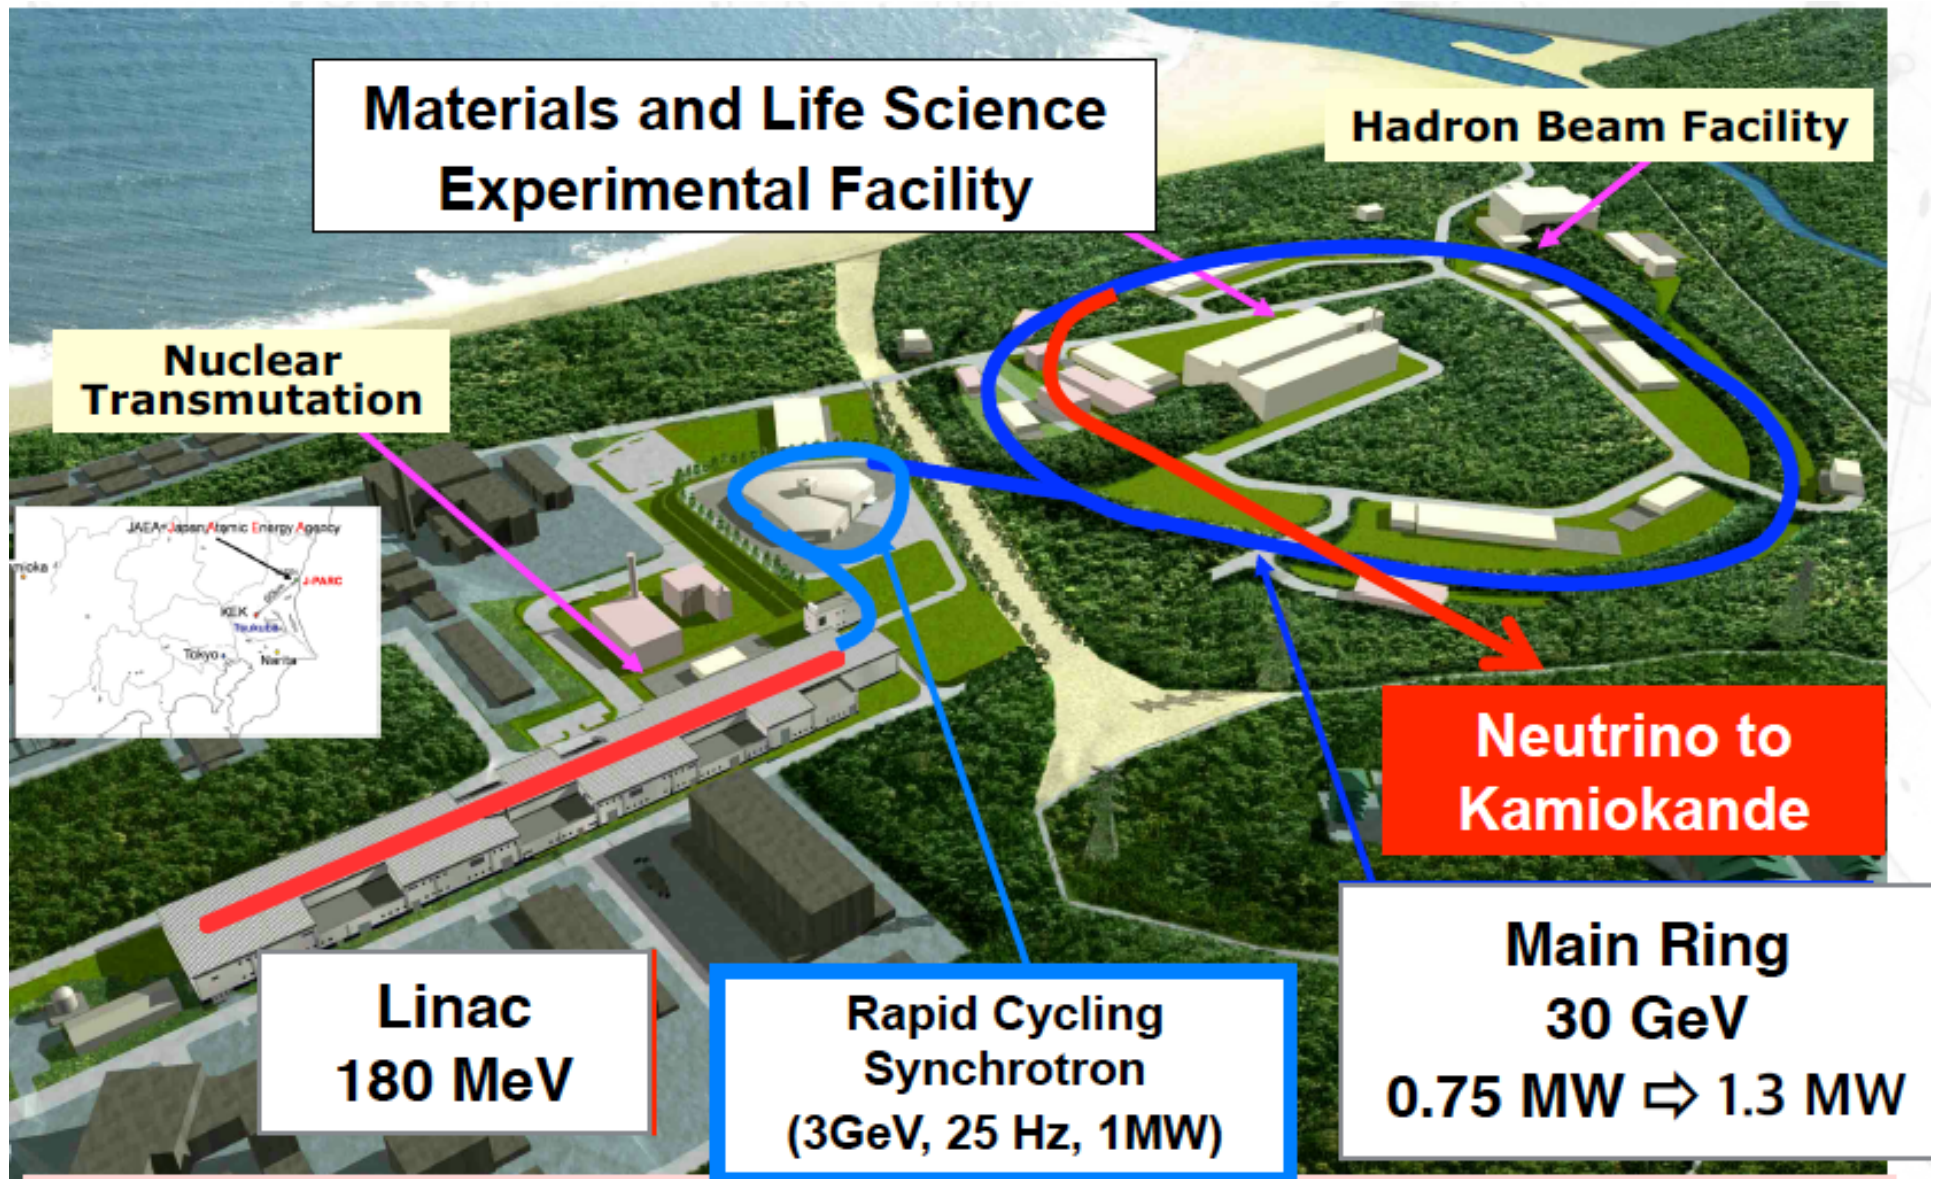 Materials and Life Science
Experimental Facility
Hadron Beam Facility
Nuclear
Transmutation
JAEA=Japan Atomic Energy Agency
J-PARC
KEK
Tsukuba
Tokyo
Narita
Neutrino to
Kamiokande
Linac
180 MeV
Rapid Cycling
Synchrotron
(3GeV, 25 Hz, 1MW)
Main Ring
30 GeV
0.75 MW ⇨ 1.3 MW